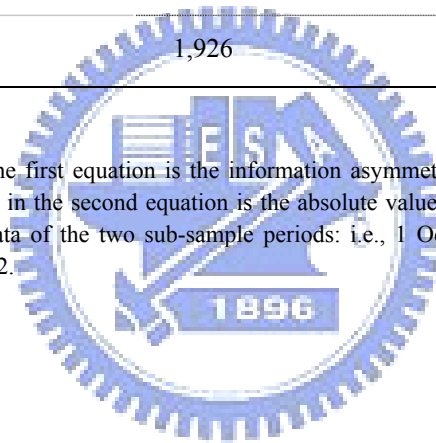 1,926
ne first equation is the information asymmet
in the second equation is the absolute value
ata of the two sub-sample periods: i.e., 1 O
2.
E S A
1896